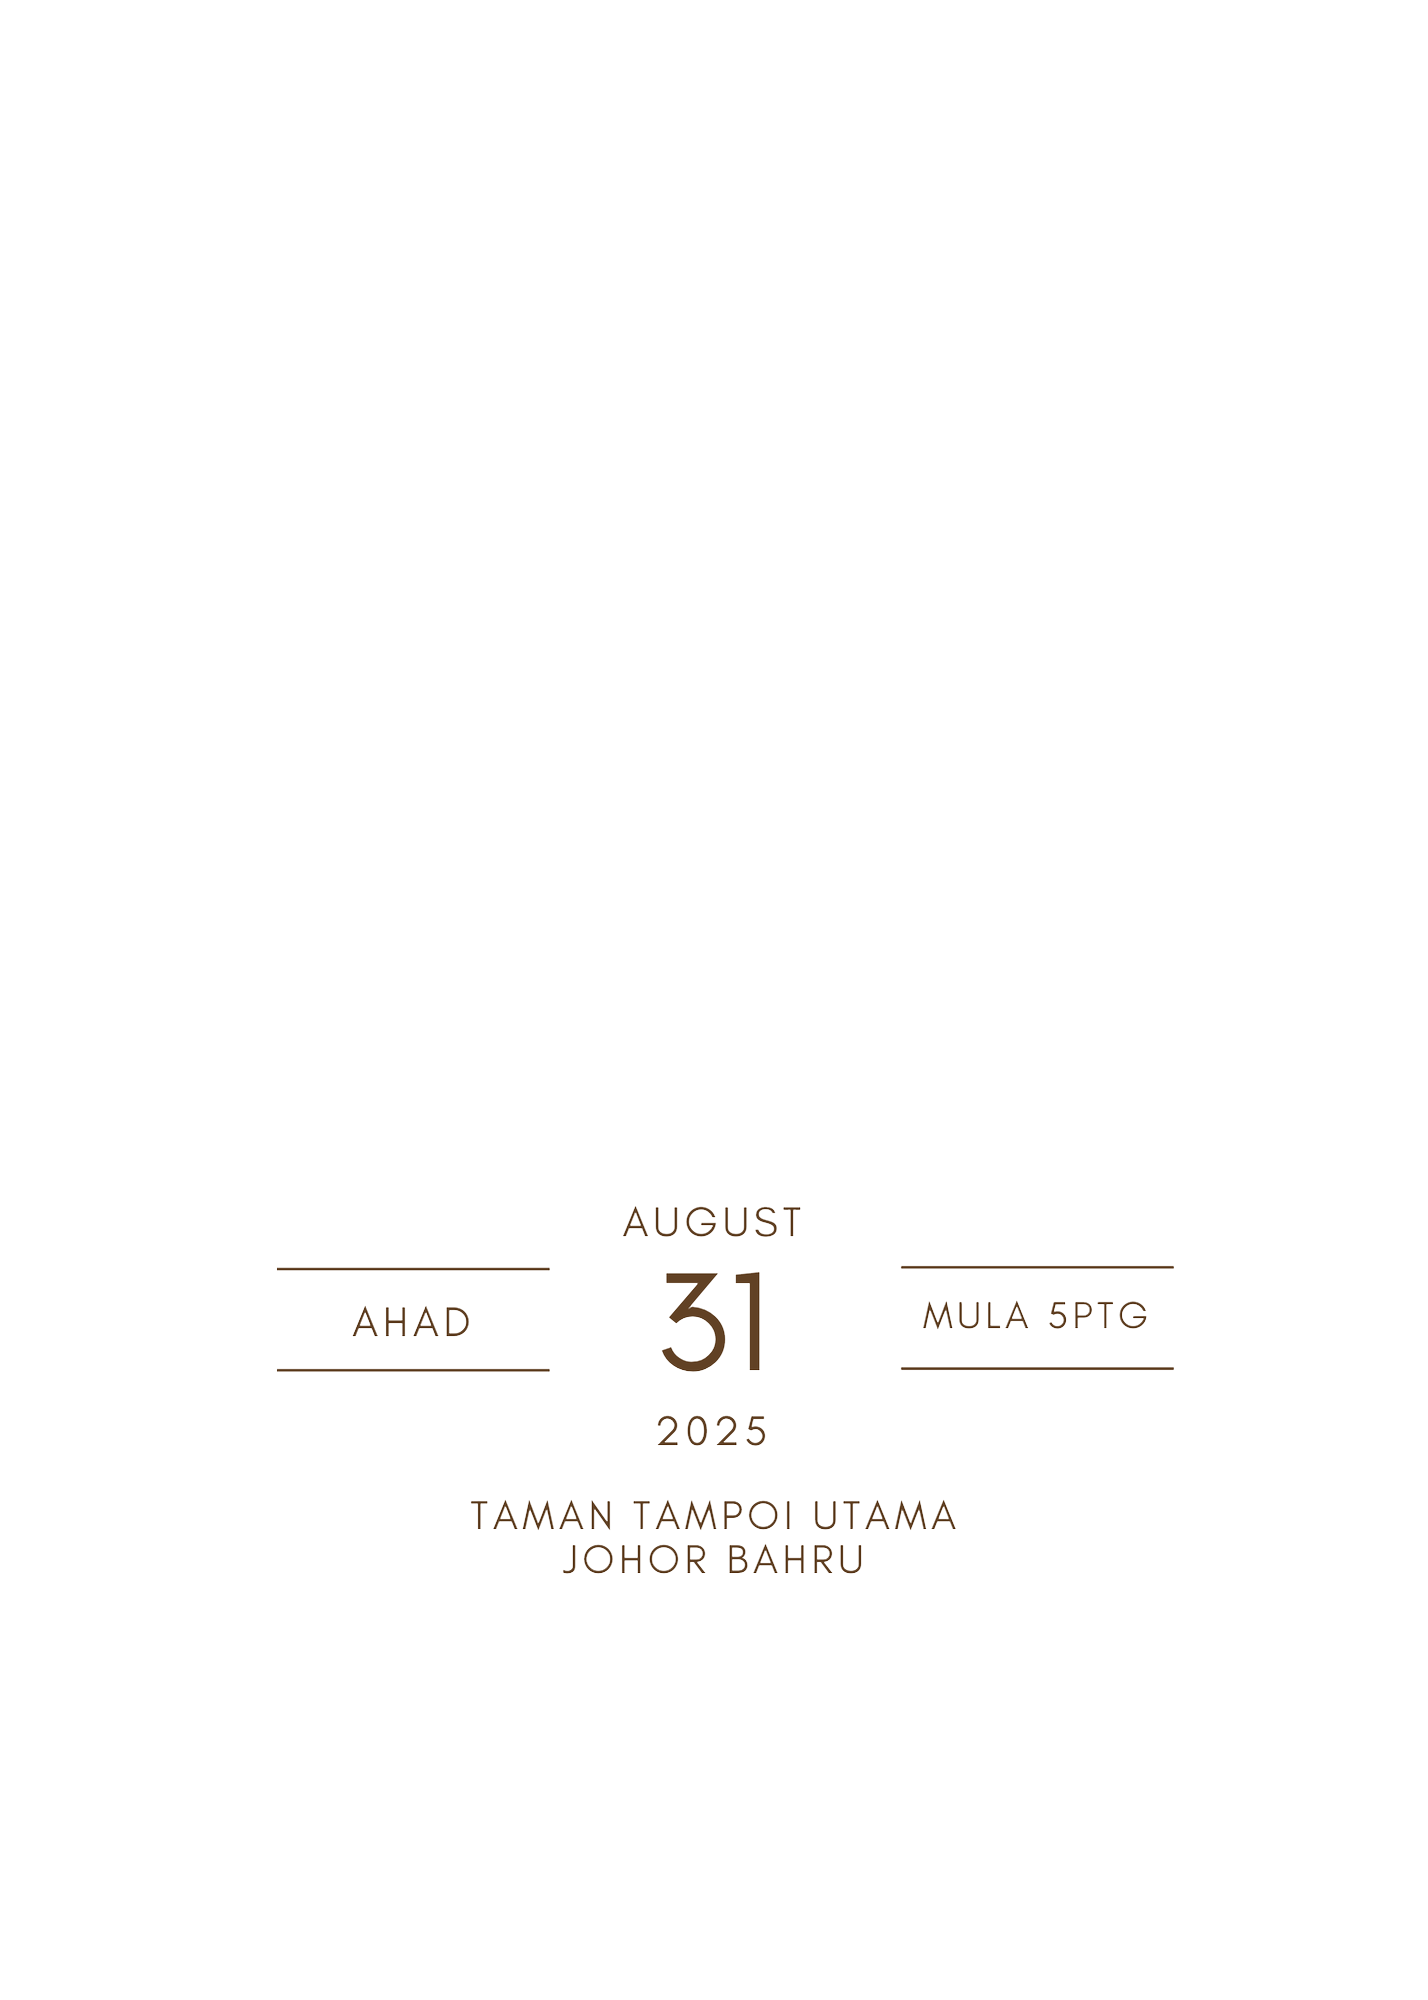 AUGUST
AHAD
31
MULA 5PTG
2025
TAMAN TAMPOI UTAMA
JOHOR BAHRU